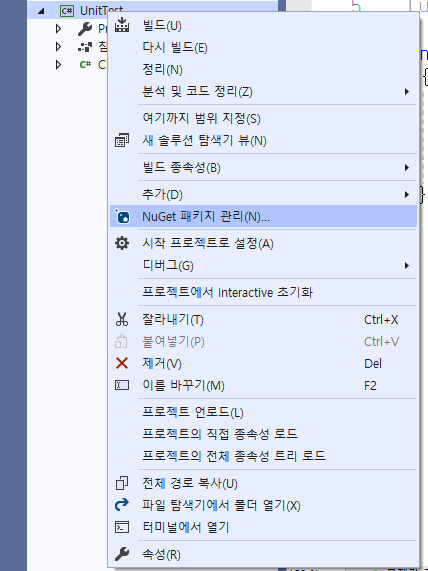 UnitTest
빌드(U)
다시 빌드(E)
정리(N)
분석 및 코드 정리(Z)
여기까지 범위 지정(S)
새 솔루션 탐색기 뷰(N)
빌드 종속성(B)
추가(D)
NuGet 패키지 관리(N)...
시작 프로젝트로 설정(A)
디버그(G)
프로젝트에서 Interactive 초기화
잘라내기(T) Ctrl+X
붙여넣기(P) Ctrl+V
제거(V) Del
이름 바꾸기(M) F2
프로젝트 언로드(L)
프로젝트의 직접 종속성 로드
프로젝트의 전체 종속성 트리 로드
전체 경로 복사(U)
파일 탐색기에서 폴더 열기(X)
터미널에서 열기
속성(R)